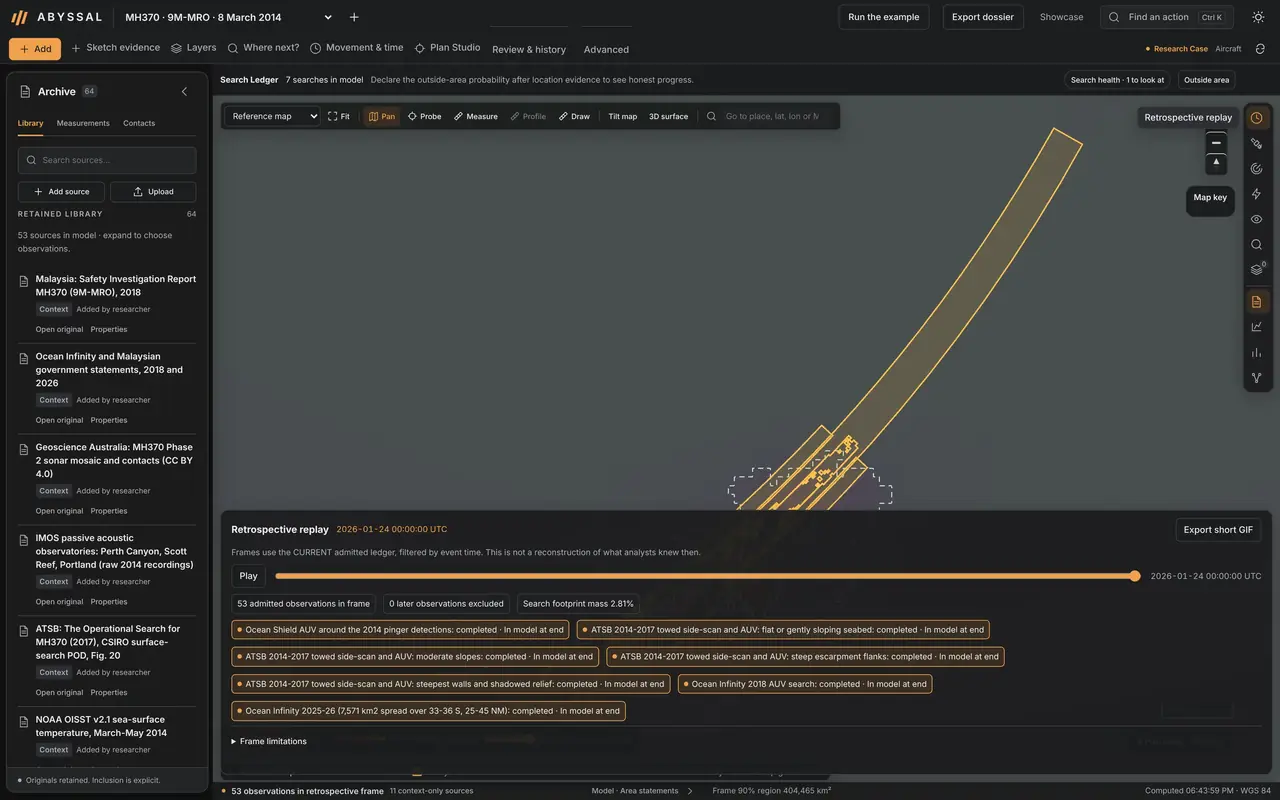 ABYSSAL
MH370 · 9M-MRO · 8 March 2014
Run the example
Export dossier
Showcase
Find an action
Ctrl K
Add
Sketch evidence
Layers
Where next?
Movement & time
Plan Studio
Review & history
Advanced
Research Case
Aircraft
Archive 64
Library
Measurements
Contacts
Search sources...
Add source
Upload
RETAINED LIBRARY 64
53 sources in model · expand to choose
observations.
Malaysia: Safety Investigation Report
MH370 (9M-MRO), 2018
Context Added by researcher
Open original Properties
Ocean Infinity and Malaysian
government statements, 2018 and
2026
Context Added by researcher
Open original Properties
Geoscience Australia: MH370 Phase
2 sonar mosaic and contacts (CC BY
4.0)
Context Added by researcher
Open original Properties
IMOS passive acoustic
observatories: Perth Canyon, Scott
Reef, Portland (raw 2014 recordings)
Context Added by researcher
Open original Properties
ATSB: The Operational Search for
MH370 (2017), CSIRO surface-
search POD, Fig. 20
Context Added by researcher
Open original Properties
NOAA OISST v2.1 sea-surface
temperature, March-May 2014
Context Added by researcher
Originals retained. Inclusion is explicit.
Search Ledger 7 searches in model Declare the outside-area probability after location evidence to see honest progress.
Search health · 1 to look at
Outside area
Reference map
Fit
Pan
Probe
Measure
Profile
Draw
Tilt map
3D surface
Go to place, lat, lon or M
Retrospective replay
Map key
0
Retrospective replay 2026-01-24 00:00:00 UTC
Export short GIF
Frames use the CURRENT admitted ledger, filtered by event time. This is not a reconstruction of what analysts knew then.
Play
2026-01-24 00:00:00 UTC
53 admitted observations in frame
0 later observations excluded
Search footprint mass 2.81%
Ocean Shield AUV around the 2014 pinger detections: completed · In model at end
ATSB 2014-2017 towed side-scan and AUV: flat or gently sloping seabed: completed · In model at end
ATSB 2014-2017 towed side-scan and AUV: moderate slopes: completed · In model at end
ATSB 2014-2017 towed side-scan and AUV: steep escarpment flanks: completed · In model at end
ATSB 2014-2017 towed side-scan and AUV: steepest walls and shadowed relief: completed · In model at end
Ocean Infinity 2018 AUV search: completed · In model at end
Ocean Infinity 2025-26 (7,571 km2 spread over 33-36 S, 25-45 NM): completed · In model at end
Frame limitations
53 observations in retrospective frame 11 context-only sources
Model · Area statements
Frame 90% region 404,465 km²
Computed 06:43:59 PM · WGS 84